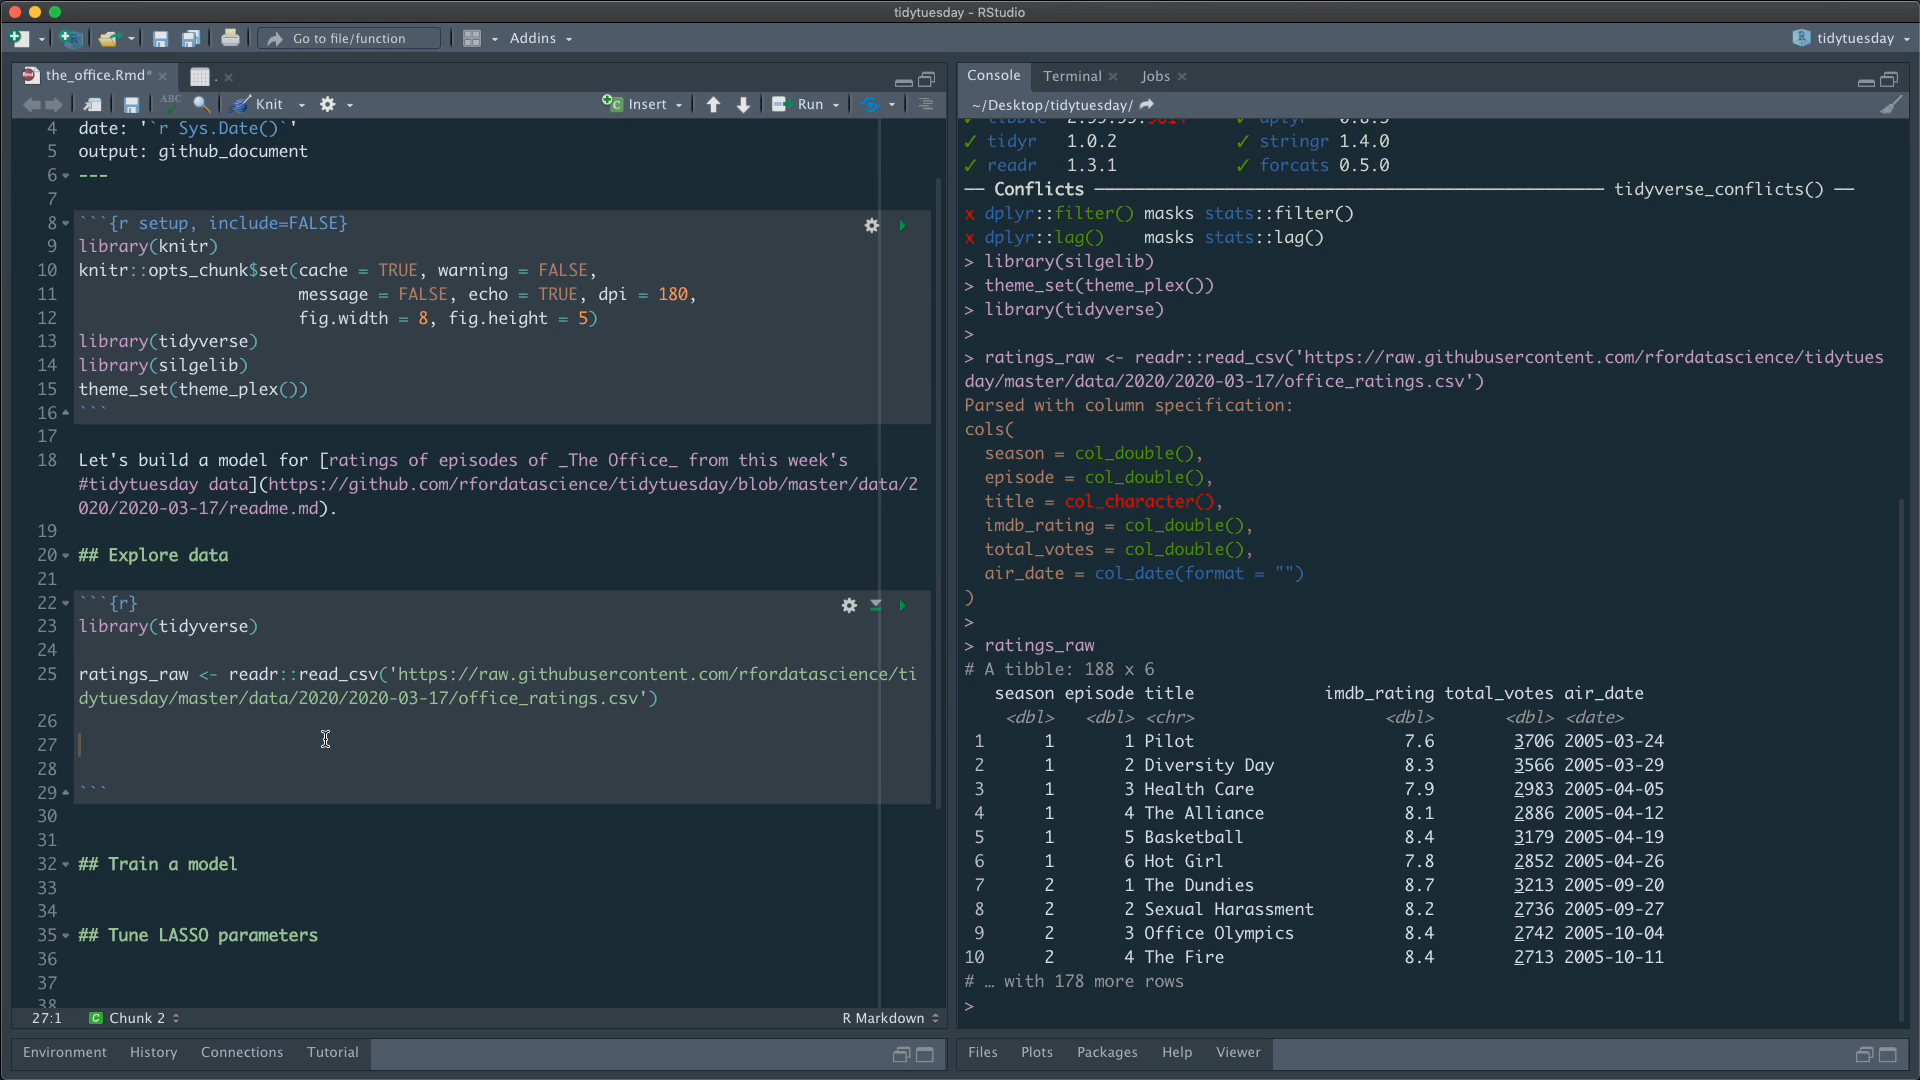 tidytuesday - RStudio
Go to file/function
Addins
tidytuesday
the_office.Rmd*
.
ABC
Knit
Insert
Run
4 date: '`r Sys.Date()`'
5 output: github_document
6 ---
7
8 ```{r setup, include=FALSE}
9 library(knitr)
10 knitr::opts_chunk$set(cache = TRUE, warning = FALSE,
11 message = FALSE, echo = TRUE, dpi = 180,
12 fig.width = 8, fig.height = 5)
13 library(tidyverse)
14 library(silgelib)
15 theme_set(theme_plex())
16 ```
17
18 Let's build a model for [ratings of episodes of _The Office_ from this week's
#tidytuesday data](https://github.com/rfordatascience/tidytuesday/blob/master/data/2
020/2020-03-17/readme.md).
19
20 ## Explore data
21
22 ```{r}
23 library(tidyverse)
24
25 ratings_raw <- readr::read_csv('https://raw.githubusercontent.com/rfordatascience/ti
dytuesday/master/data/2020/2020-03-17/office_ratings.csv')
26
27
28
29 ```
30
31
32 ## Train a model
33
34
35 ## Tune LASSO parameters
36
37
38
27:1
C Chunk 2
R Markdown
Environment History Connections Tutorial
Console Terminal Jobs
~/Desktop/tidytuesday/
✓ tidyr 1.0.2 ✓ stringr 1.4.0
✓ readr 1.3.1 ✓ forcats 0.5.0
── Conflicts ────────── tidyverse_conflicts() ──
x dplyr::filter() masks stats::filter()
x dplyr::lag() masks stats::lag()
> library(silgelib)
> theme_set(theme_plex())
> library(tidyverse)
>
> ratings_raw <- readr::read_csv('https://raw.githubusercontent.com/rfordatascience/tidytues
day/master/data/2020/2020-03-17/office_ratings.csv')
Parsed with column specification:
cols(
season = col_double(),
episode = col_double(),
title = col_character(),
imdb_rating = col_double(),
total_votes = col_double(),
air_date = col_date(format = "")
)
>
> ratings_raw
# A tibble: 188 x 6
season episode title imdb_rating total_votes air_date
<dbl> <dbl> <chr> <dbl> <dbl> <date>
1 1 1 Pilot 7.6 3706 2005-03-24
2 1 2 Diversity Day 8.3 3566 2005-03-29
3 1 3 Health Care 7.9 2983 2005-04-05
4 1 4 The Alliance 8.1 2886 2005-04-12
5 1 5 Basketball 8.4 3179 2005-04-19
6 1 6 Hot Girl 7.8 2852 2005-04-26
7 2 1 The Dundies 8.7 3213 2005-09-20
8 2 2 Sexual Harassment 8.2 2736 2005-09-27
9 2 3 Office Olympics 8.4 2742 2005-10-04
10 2 4 The Fire 8.4 2713 2005-10-11
# … with 178 more rows
>
Files Plots Packages Help Viewer